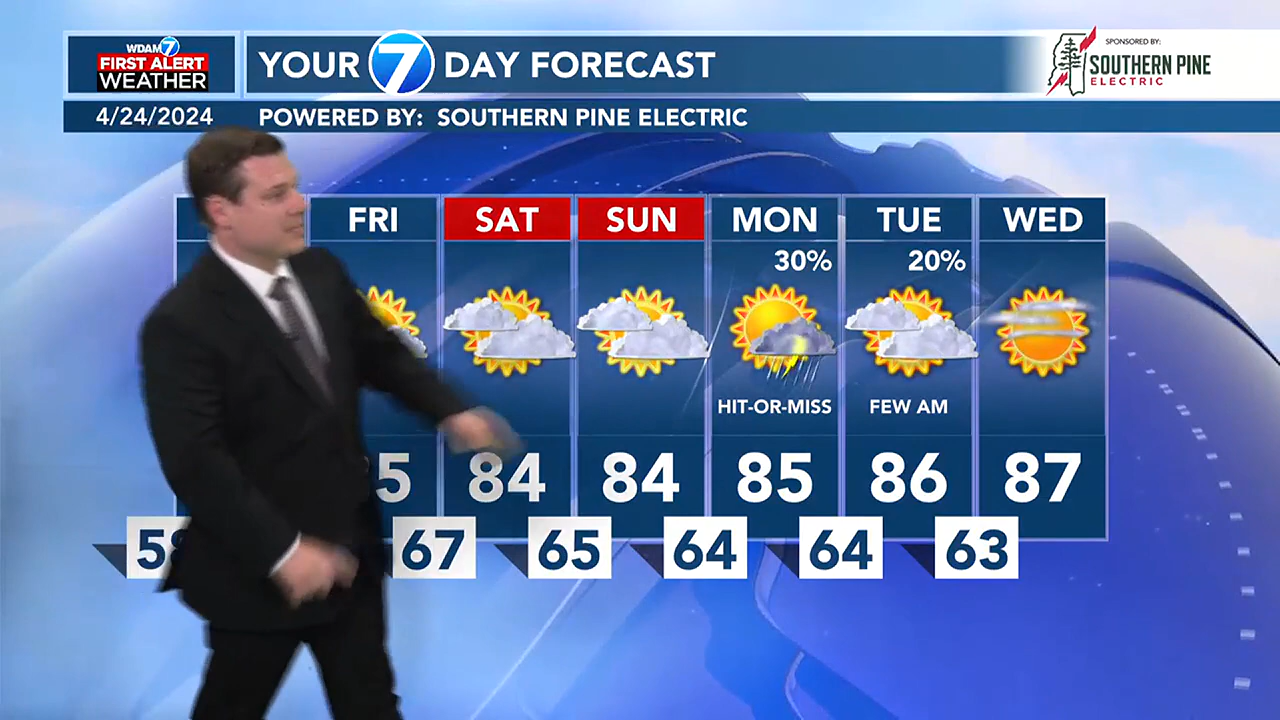 WDAM 7
FIRST ALERT
WEATHER
YOUR 7 DAY FORECAST
SPONSORED BY:
SOUTHERN PINE
ELECTRIC
4/24/2024
POWERED BY: SOUTHERN PINE ELECTRIC
FRI SAT SUN MON TUE WED
30% 20%
HIT-OR-MISS FEW AM
5 84 84 85 86 87
67 65 64 64 63